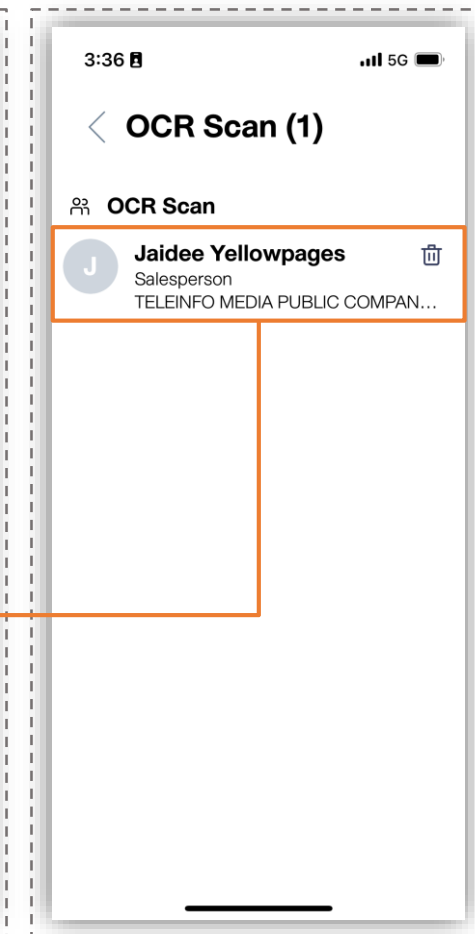 3:36 5G
OCR Scan (1)
OCR Scan
J
Jaidee Yellowpages
Salesperson
TELEINFO MEDIA PUBLIC COMPAN...